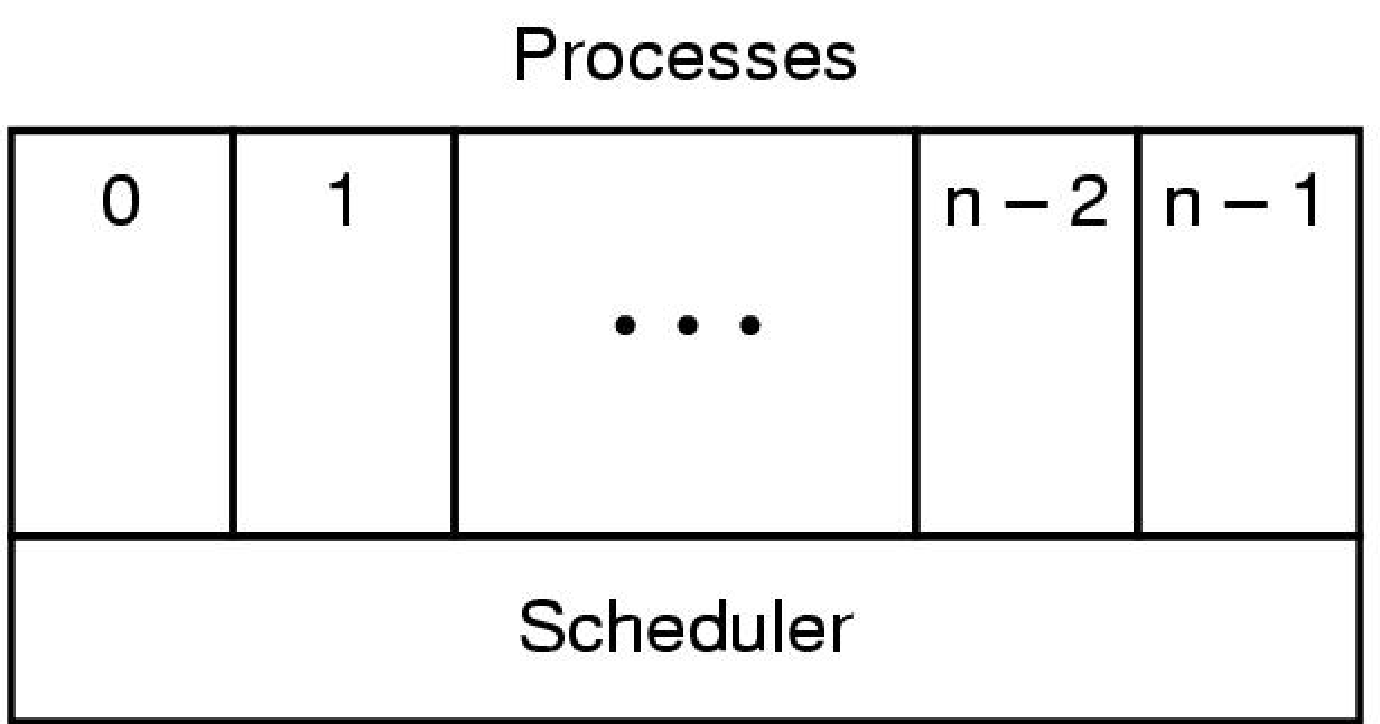 Processes
0 1 • • • n – 2 n – 1
Scheduler